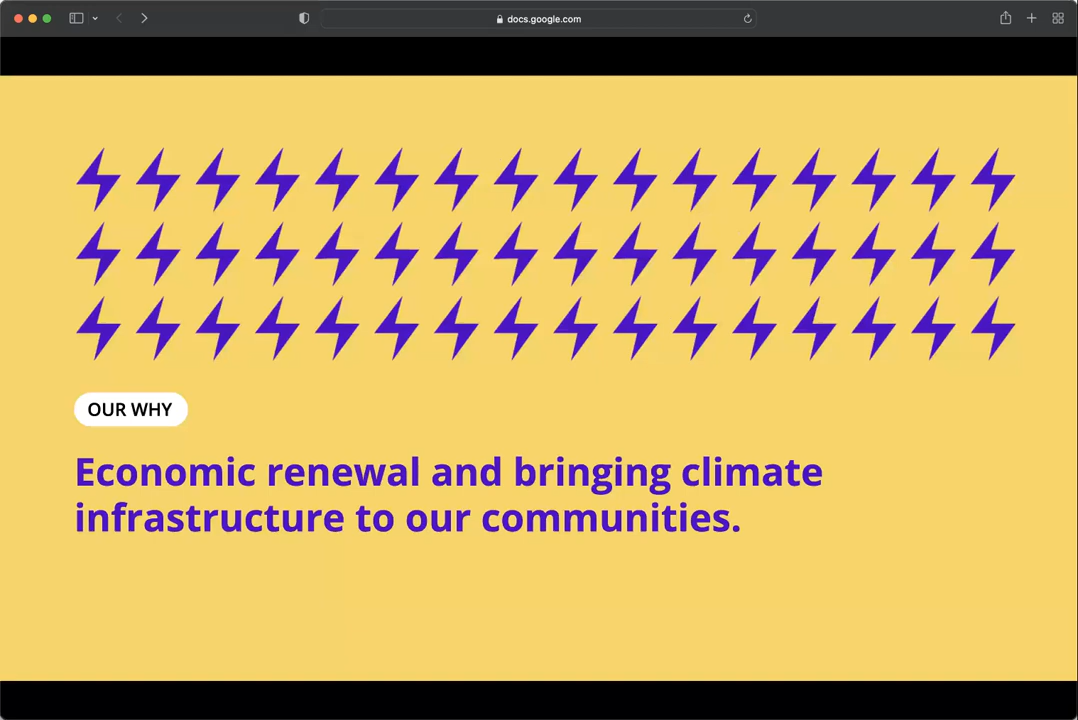 docs.google.com
OUR WHY
Economic renewal and bringing climate
infrastructure to our communities.